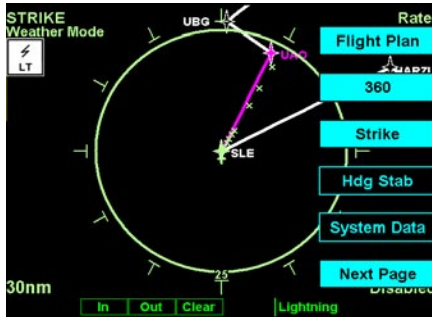 STRIKE
Weather Mode
Rate
LT
UBG
Flight Plan
UAO
HARZL
360
SLE
Strike
Hdg Stab
System Data
25
Next Page
30nm
Disabled
In Out Clear Lightning